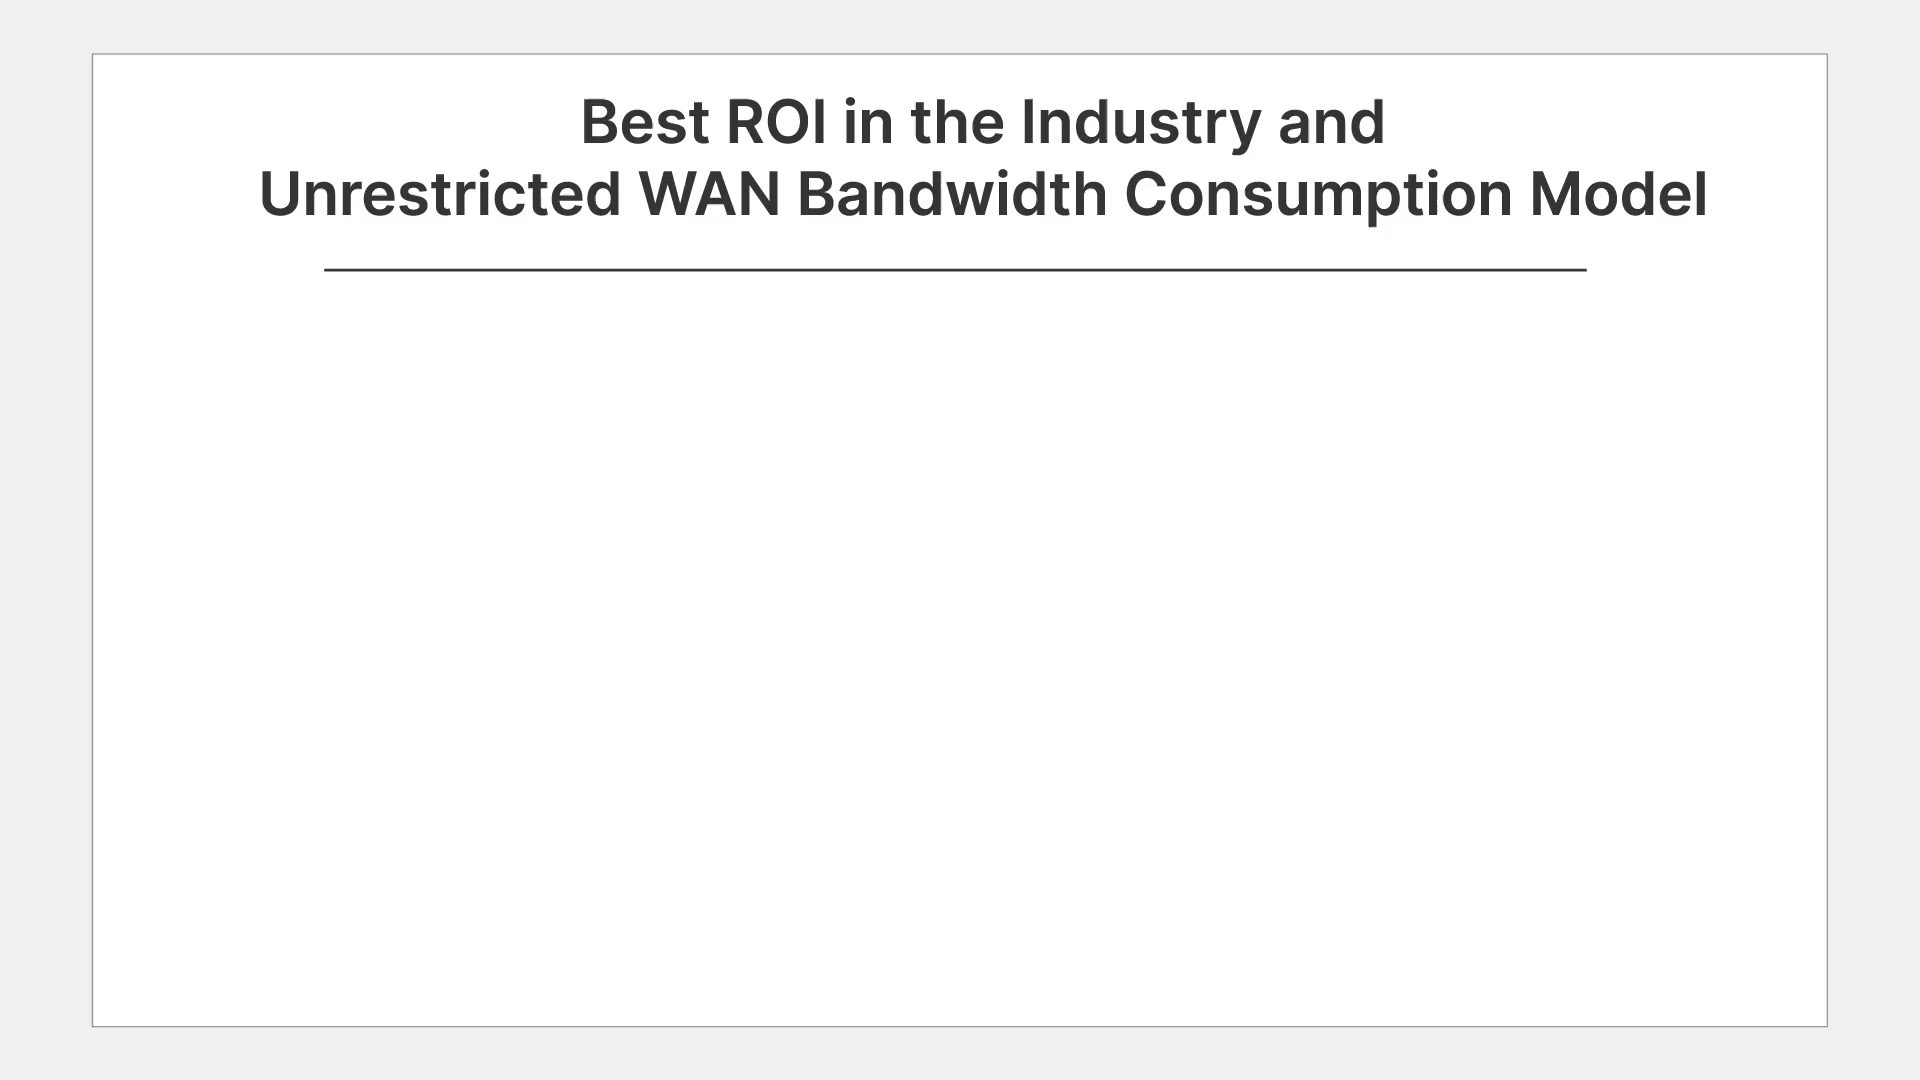 Best ROI in the Industry and
Unrestricted WAN Bandwidth Consumption Model